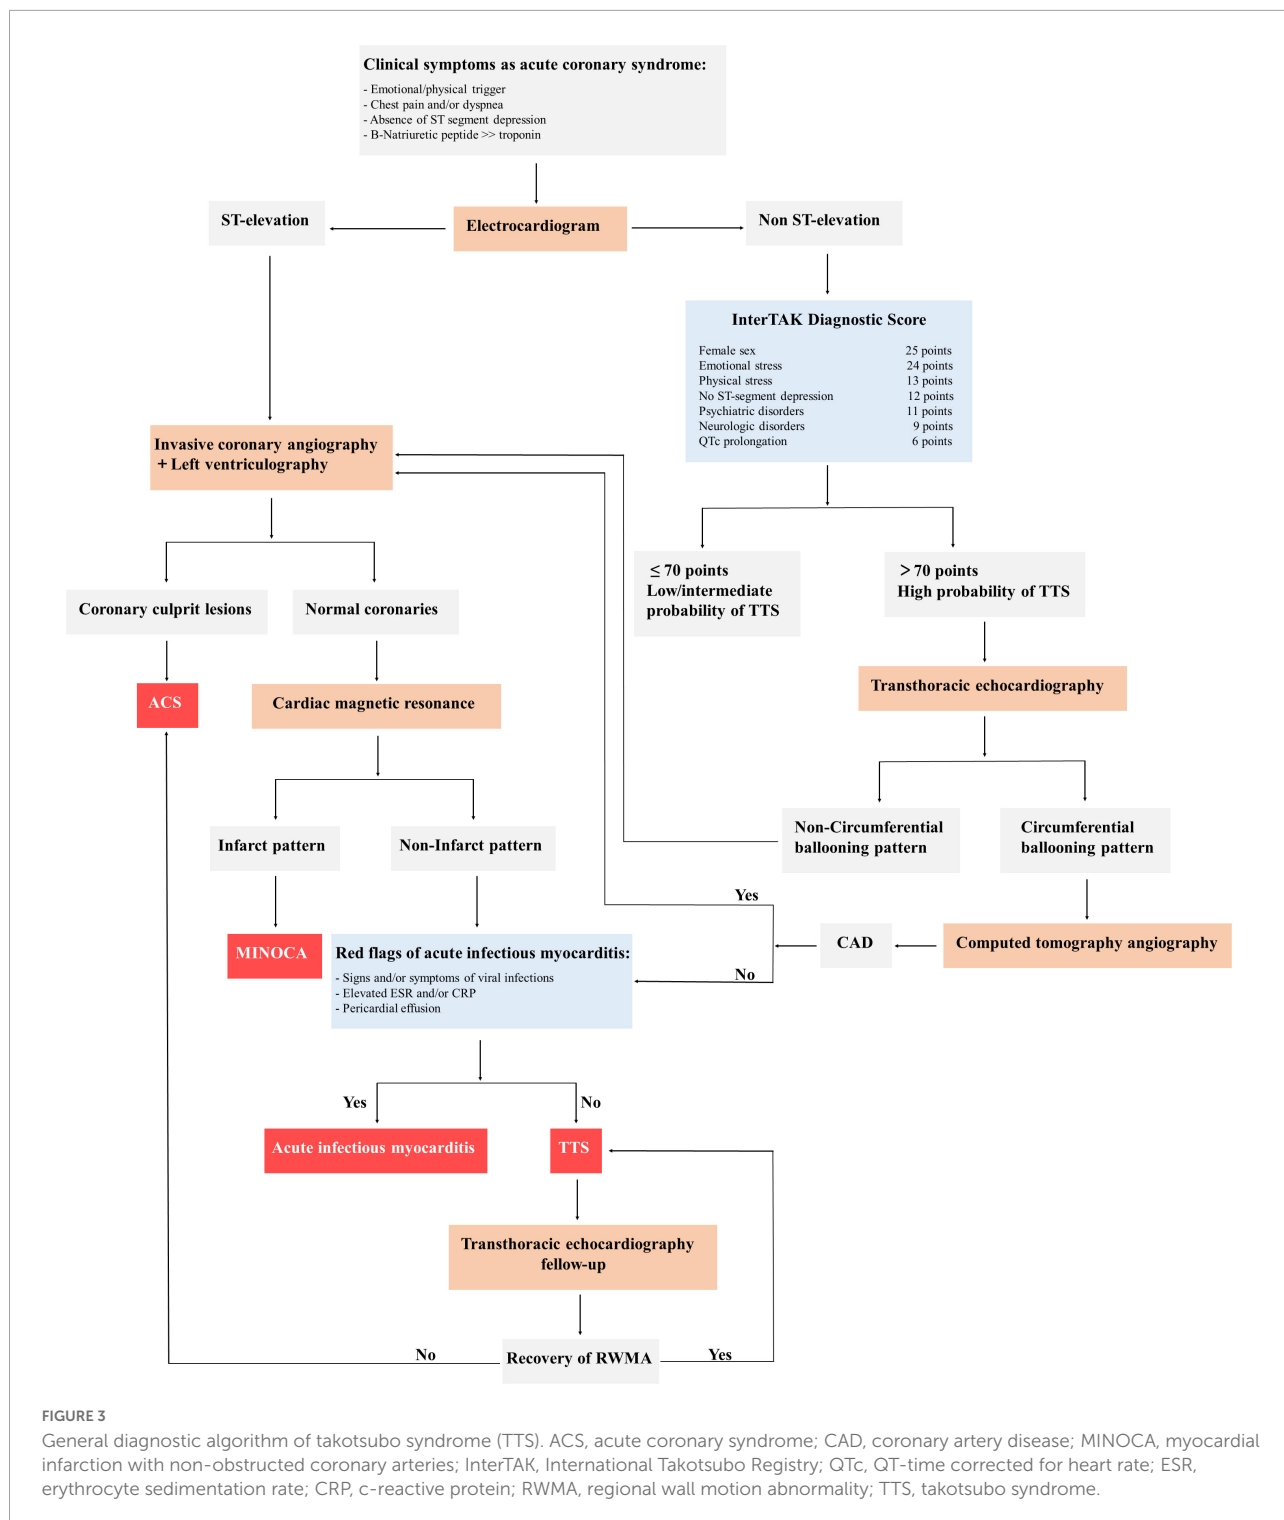 Clinical symptoms as acute coronary syndrome:
- Emotional/physical trigger
- Chest pain and/or dyspnea
- Absence of ST segment depression
- B-Natriuretic peptide >> troponin
ST-elevation
Electrocardiogram
Non ST-elevation
InterTAK Diagnostic Score
Female sex 25 points
Emotional stress 24 points
Physical stress 13 points
No ST-segment depression 12 points
Psychiatric disorders 11 points
Neurologic disorders 9 points
QTc prolongation 6 points
Invasive coronary angiography
+ Left ventriculography
≤ 70 points
Low/intermediate
probability of TTS
> 70 points
High probability of TTS
Coronary culprit lesions
Normal coronaries
ACS
Cardiac magnetic resonance
Transthoracic echocardiography
Infarct pattern
Non-Infarct pattern
Non-Circumferential
ballooning pattern
Circumferential
ballooning pattern
Yes
CAD
Computed tomography angiography
No
MINOCA
Red flags of acute infectious myocarditis:
- Signs and/or symptoms of viral infections
- Elevated ESR and/or CRP
- Pericardial effusion
Yes
No
Acute infectious myocarditis
TTS
Transthoracic echocardiography
fellow-up
No
Recovery of RWMA
Yes
FIGURE 3
General diagnostic algorithm of takotsubo syndrome (TTS). ACS, acute coronary syndrome; CAD, coronary artery disease; MINOCA, myocardial
infarction with non-obstructed coronary arteries; InterTAK, International Takotsubo Registry; QTc, QT-time corrected for heart rate; ESR,
erythrocyte sedimentation rate; CRP, c-reactive protein; RWMA, regional wall motion abnormality; TTS, takotsubo syndrome.